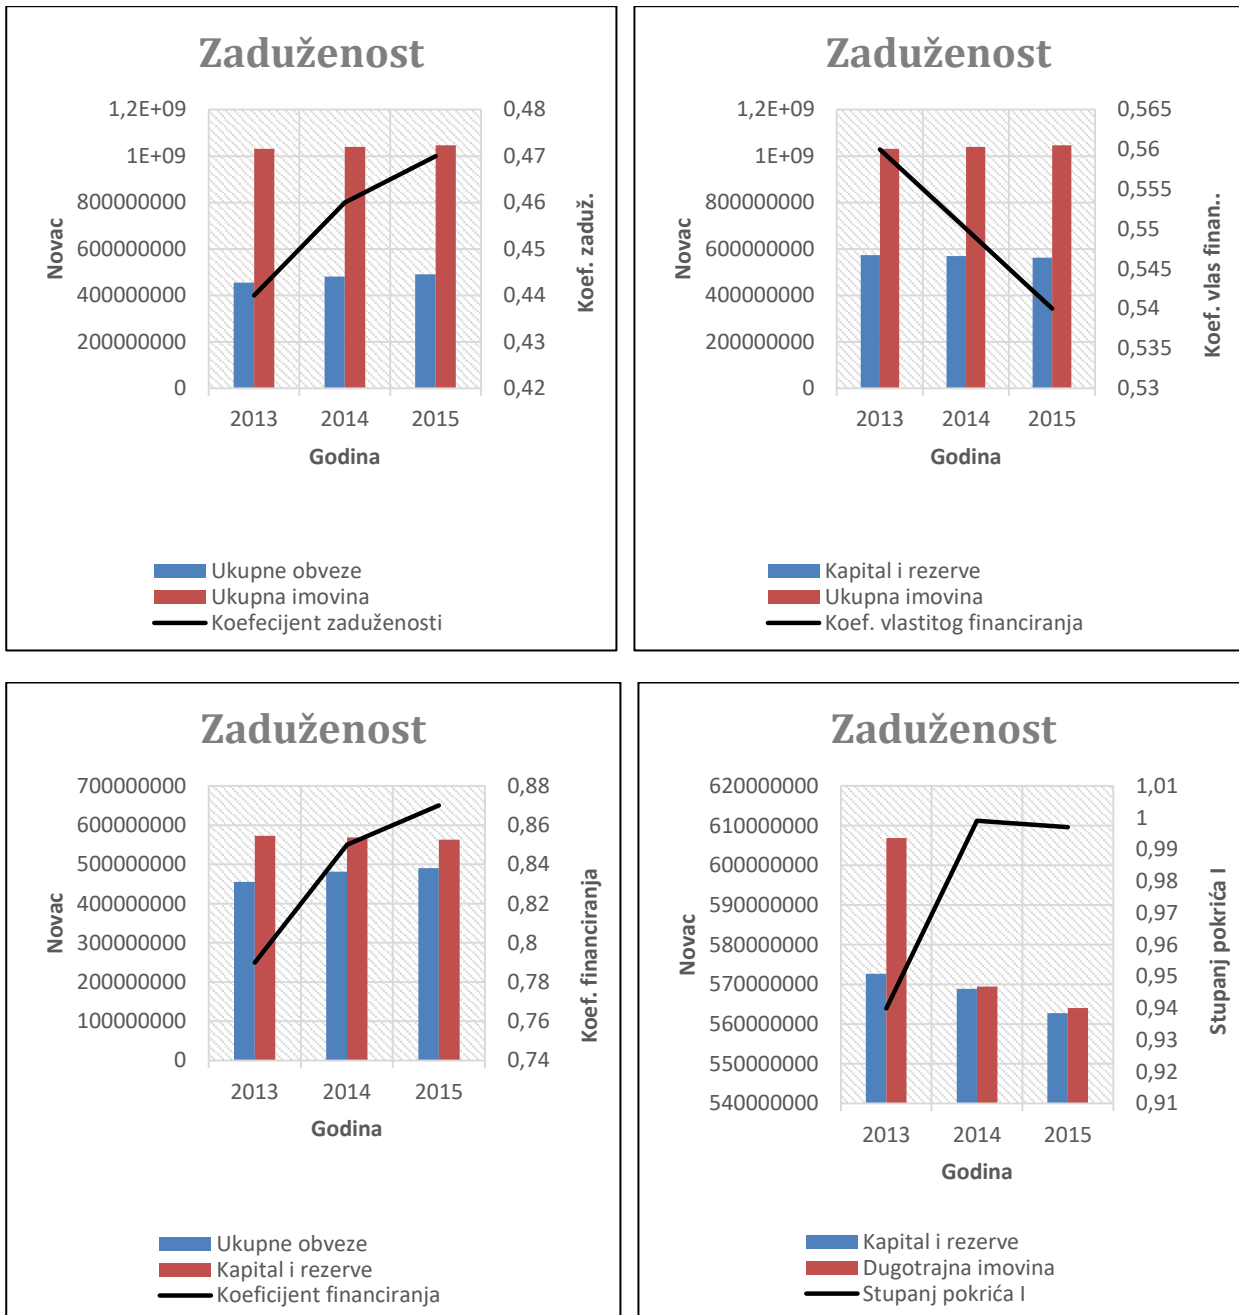 Zaduženost
1,2E+09
1E+09
800000000
600000000
400000000
200000000
0
Novac
0,48
0,47
0,46
0,45
0,44
0,43
0,42
Koef. zaduž.
2013 2014 2015
Godina
Ukupne obveze
Ukupna imovina
Koefecijent zaduženosti
Zaduženost
1,2E+09
1E+09
800000000
600000000
400000000
200000000
0
Novac
0,565
0,56
0,555
0,55
0,545
0,54
0,535
0,53
Koef. vlas finan..
2013 2014 2015
Godina
Kapital i rezerve
Ukupna imovina
Koef. vlastitog financiranja
Zaduženost
700000000
600000000
500000000
400000000
300000000
200000000
100000000
0
Novac
0,88
0,86
0,84
0,82
0,8
0,78
0,76
0,74
Koef. financiranja
2013 2014 2015
Godina
Ukupne obveze
Kapital i rezerve
Koeficijent financiranja
Zaduženost
620000000
610000000
600000000
590000000
580000000
570000000
560000000
550000000
540000000
Novac
1,01
1
0,99
0,98
0,97
0,96
0,95
0,94
0,93
0,92
0,91
Stupanj pokrića I
2013 2014 2015
Godina
Kapital i rezerve
Dugotrajna imovina
Stupanj pokrića I